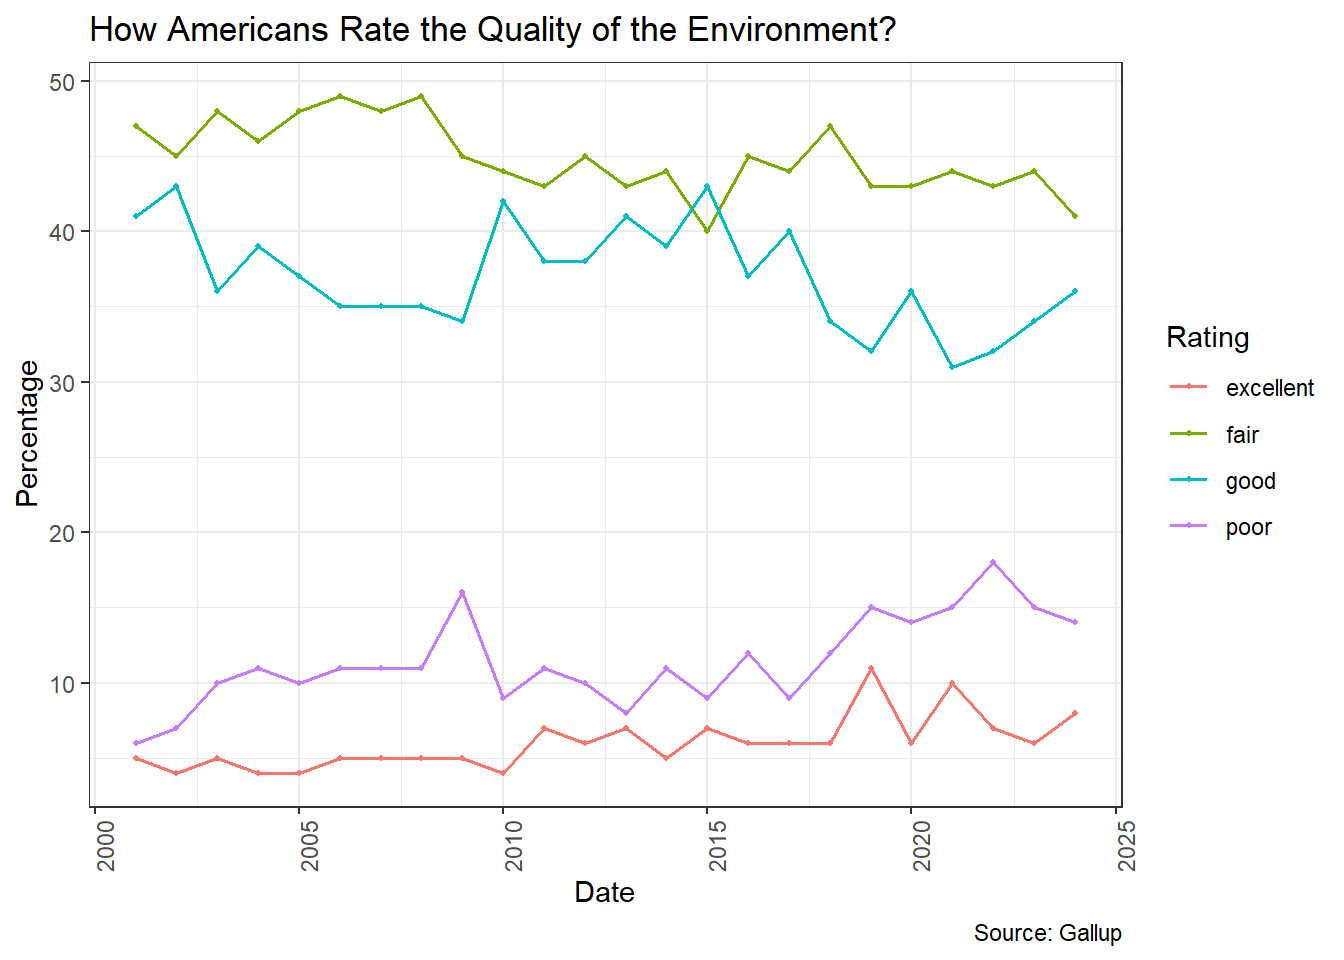 How Americans Rate the Quality of the Environment?
Percentage
50
40
30
20
10
2000
2005
2010
2015
2020
2025
Date
Rating
excellent
fair
good
poor
Source: Gallup